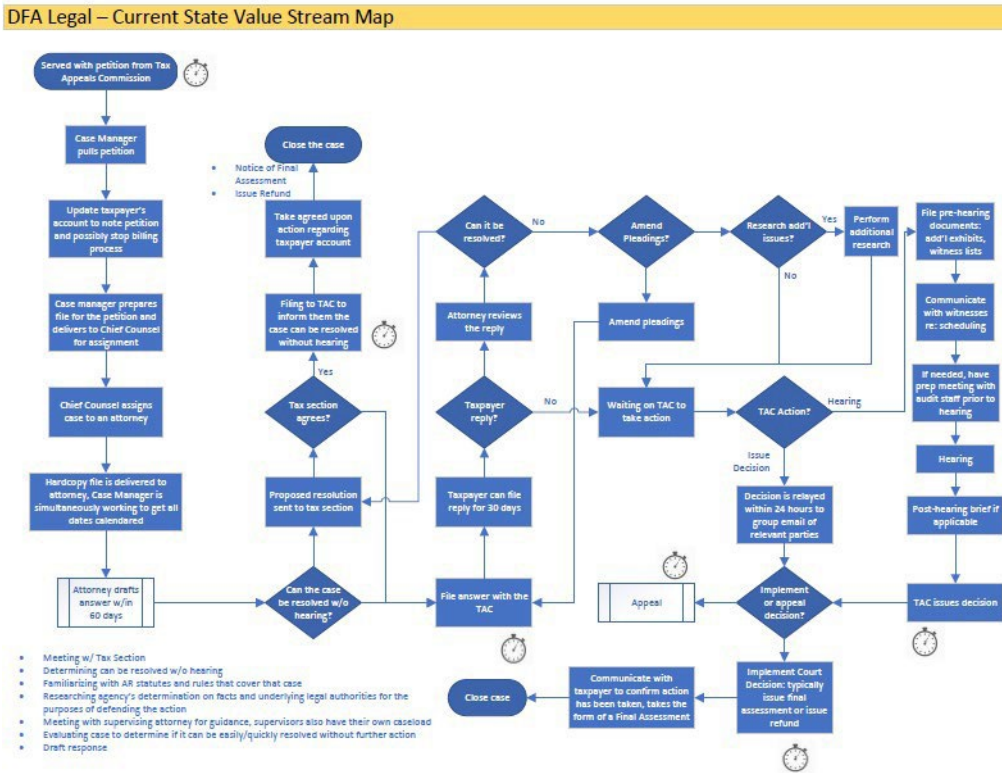 DFA Legal – Current State Value Stream Map
Served with petition from Tax
Appeals Commission
Case Manager
pulls petition
Update taxpayer's
account to note petition
and possibly stop billing
process
Case manager prepares
file for the petition and
delivers to Chief Counsel
for assignment
Chief Counsel assigns
case to an attorney
Hardcopy file is delivered to
attorney, Case Manager is
simultaneously working to get all
dates calendared
Attorney drafts
answer w/in
60 days
Close the case
• Notice of Final
Assessment
• Issue Refund
Take agreed upon
action regarding
taxpayer account
Filing to TAC to
inform them the
case can be resolved
without hearing
Yes
Tax section
agrees?
Proposed resolution
sent to tax section
Can the case
be resolved w/o
hearing?
Can it be
resolved?
No
Attorney reviews
the reply
Taxpayer
reply?
No
Taxpayer can file
reply for 30 days
File answer with the
TAC
Amend
Pleadings?
Amend pleadings
Waiting on TAC to
take action
Research add'l
issues?
Yes
No
Perform
additional
research
TAC Action?
Hearing
Issue
Decision
Decision is relayed
within 24 hours to
group email of
relevant parties
Implement
or appeal
decision?
Appeal
Implement Court
Decision: typically
issue final
assessment or issue
refund
Communicate with
taxpayer to confirm action
has been taken, takes the
form of a Final Assessment
Close case
File pre-hearing
documents:
add'l exhibits,
witness lists
Communicate
with witnesses
re: scheduling
If needed, have
prep meeting with
audit staff prior to
hearing
Hearing
Post-hearing brief if
applicable
TAC issues decision
• Meeting w/ Tax Section
• Determining can be resolved w/o hearing
• Familiarizing with AR statutes and rules that cover that case
• Researching agency's determination on facts and underlying legal authorities for the
purposes of defending the action
• Meeting with supervising attorney for guidance, supervisors also have their own caseload
• Evaluating case to determine if it can be easily/quickly resolved without further action
• Draft response